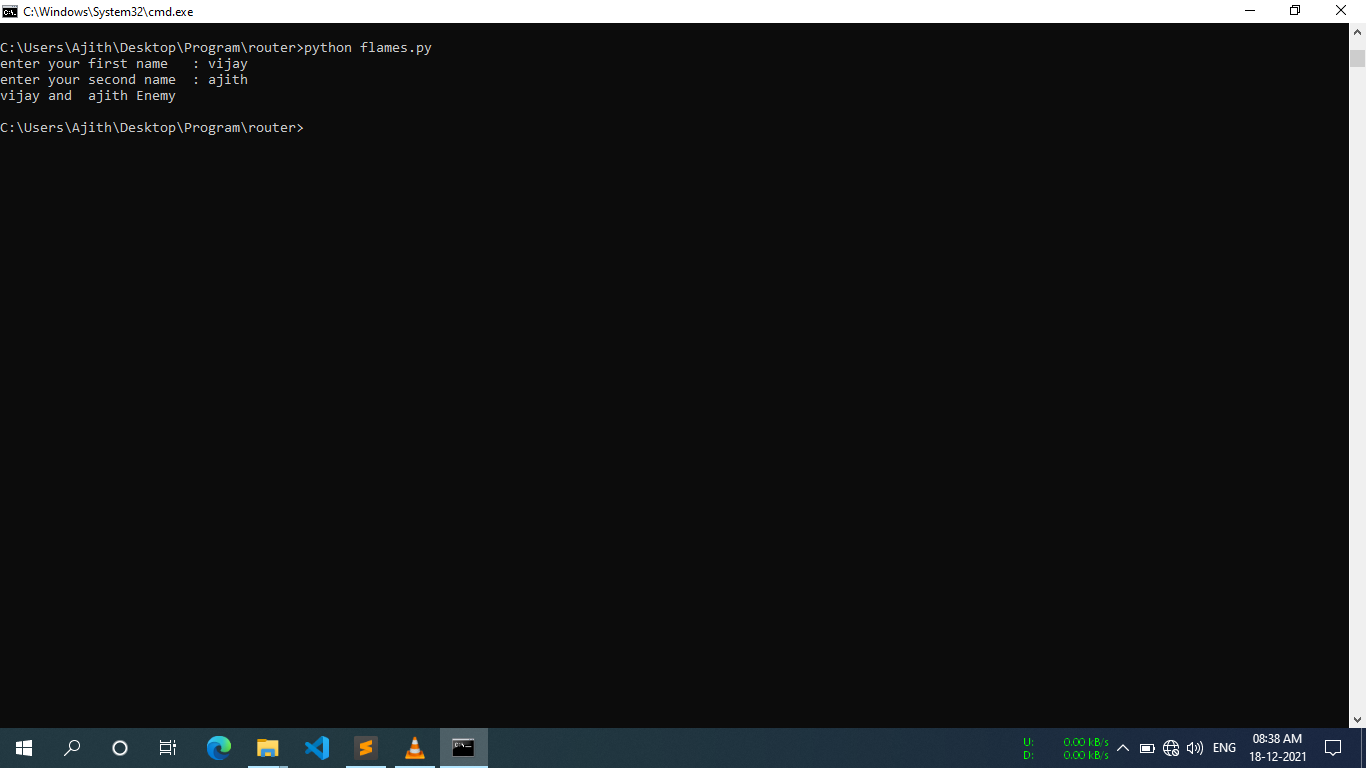 C:\Windows\System32\cmd.exe
C:\Users\Ajith\Desktop\Program\router>python flames.py
enter your first name   : vijay
enter your second name  : ajith
vijay and  ajith Enemy
C:\Users\Ajith\Desktop\Program\router>
U: 0.00 kB/s
D: 0.00 kB/s
ENG
08:38 AM
18-12-2021